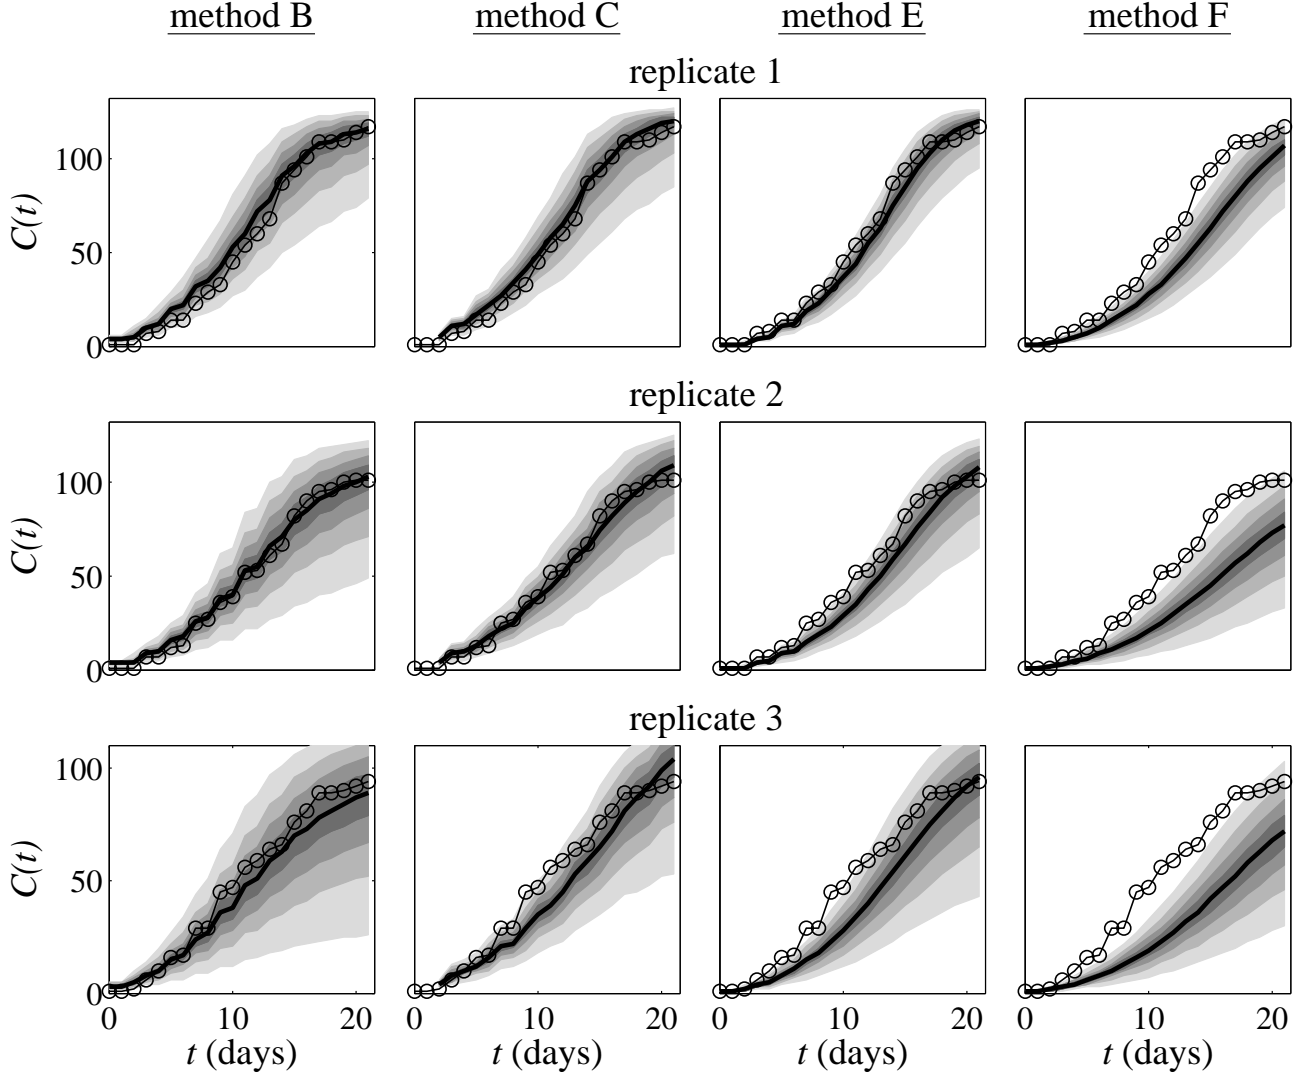 method B method C method E method F
replicate 1
C(t)
100
50
0
replicate 2
C(t)
100
50
0
replicate 3
C(t)
100
50
0
0 10 20 0 10 20 0 10 20 0 10 20
t (days) t (days) t (days) t (days)